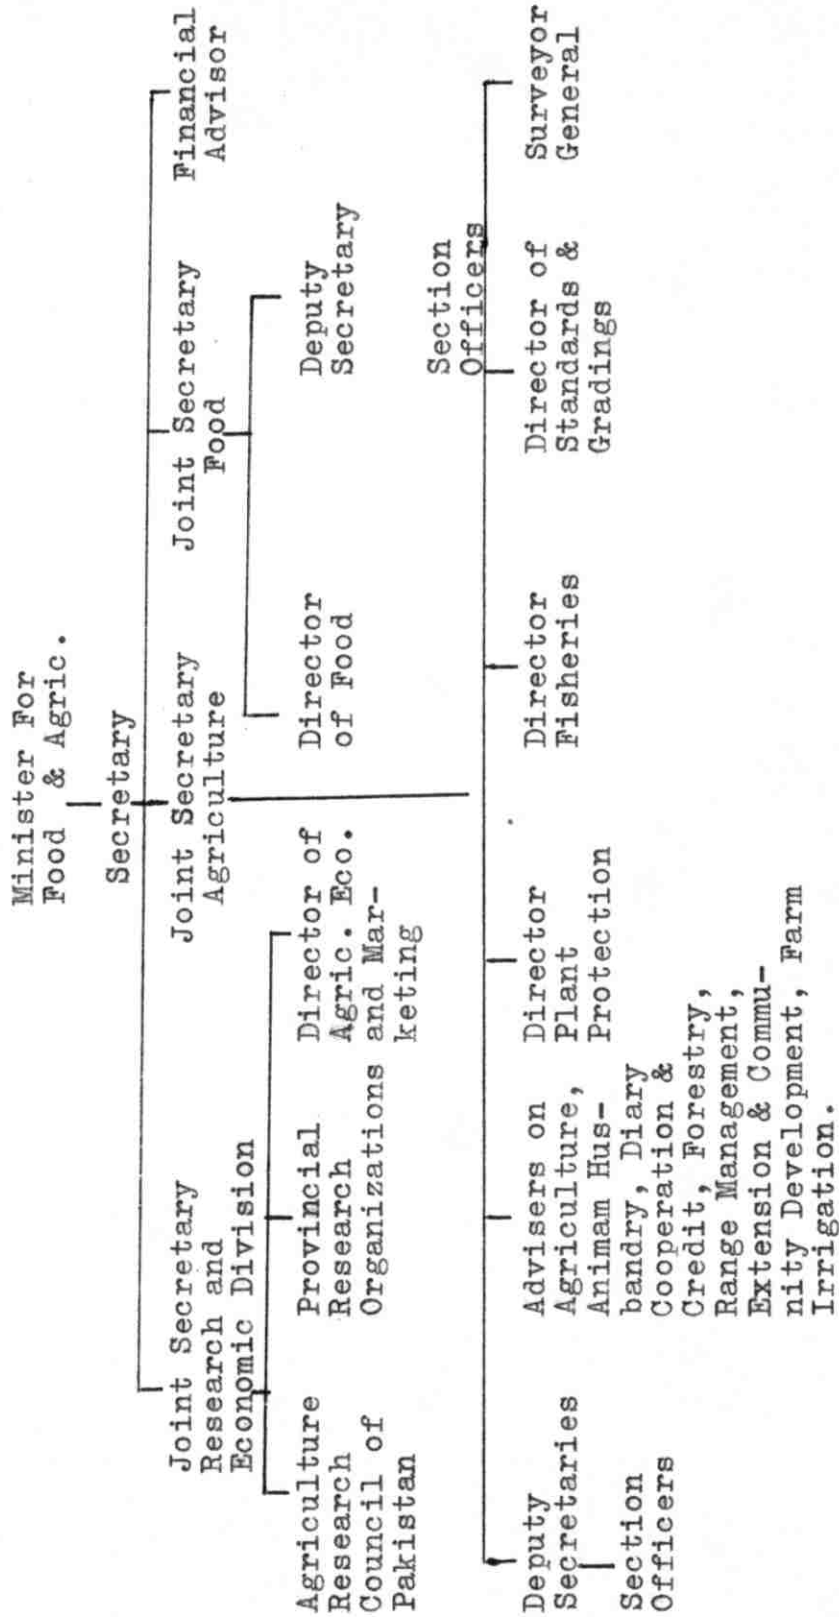 Minister For
Food & Agric.
Secretary
Joint Secretary
Research and
Economic Division
Joint Secretary
Agriculture
Joint Secretary
Food
Financial
Advisor
Agriculture
Research
Council of
Pakistan
Provincial
Research
Organizations
Director of
Agric. Eco.
and Mar-
keting
Director
of Food
Deputy
Secretary
Section
Officers
Deputy
Secretaries
Section
Officers
Advisers on
Agriculture,
Animam Hus-
bandry, Diary
Cooperation &
Credit, Forestry,
Range Management,
Extension & Commu-
nity Development, Farm
Irrigation.
Director
Plant
Protection
Director
Fisheries
Director of
Standards &
Gradings
Surveyor
General